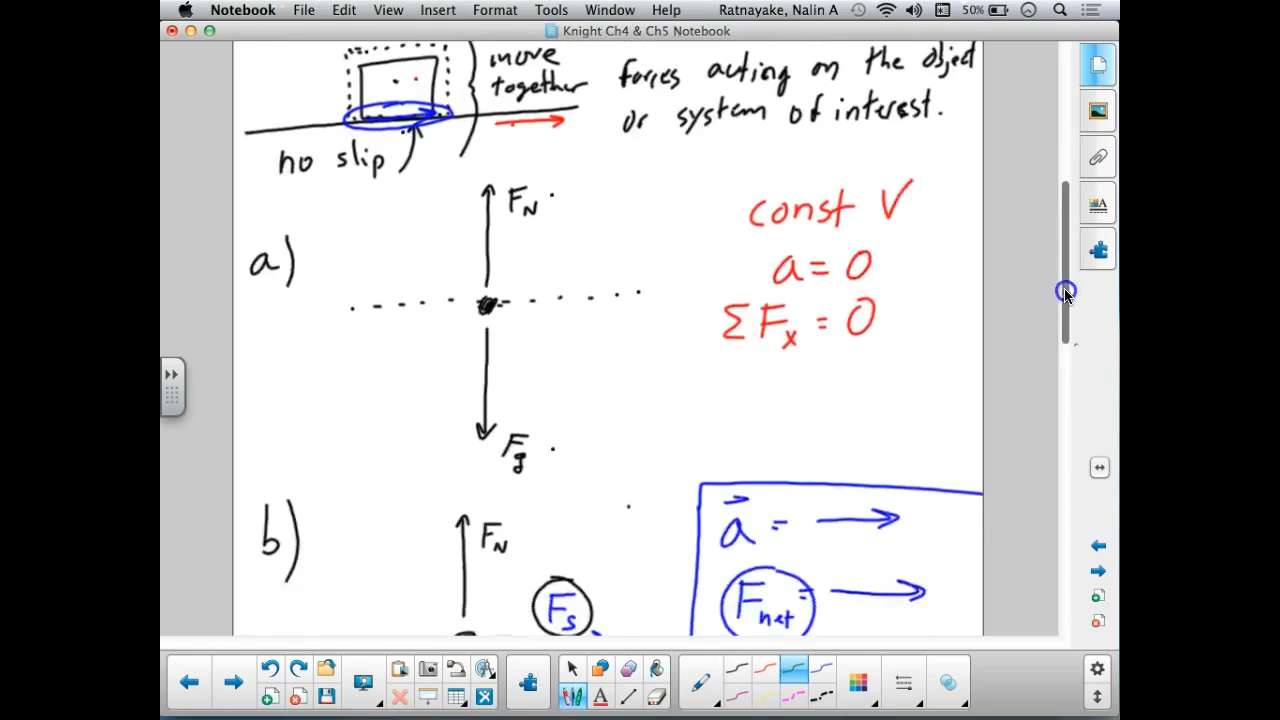 Notebook File Edit View Insert Format Tools Window Help Ratnayake, Nalin A 50%
Knight Ch4 & Ch5 Notebook
move
together
forces acting on the object
or system of interest.
no slip
F_N
const V
a)
a = 0
ΣF_x = 0
F_g
b)
F_N
a =
F_s
F_net =
A